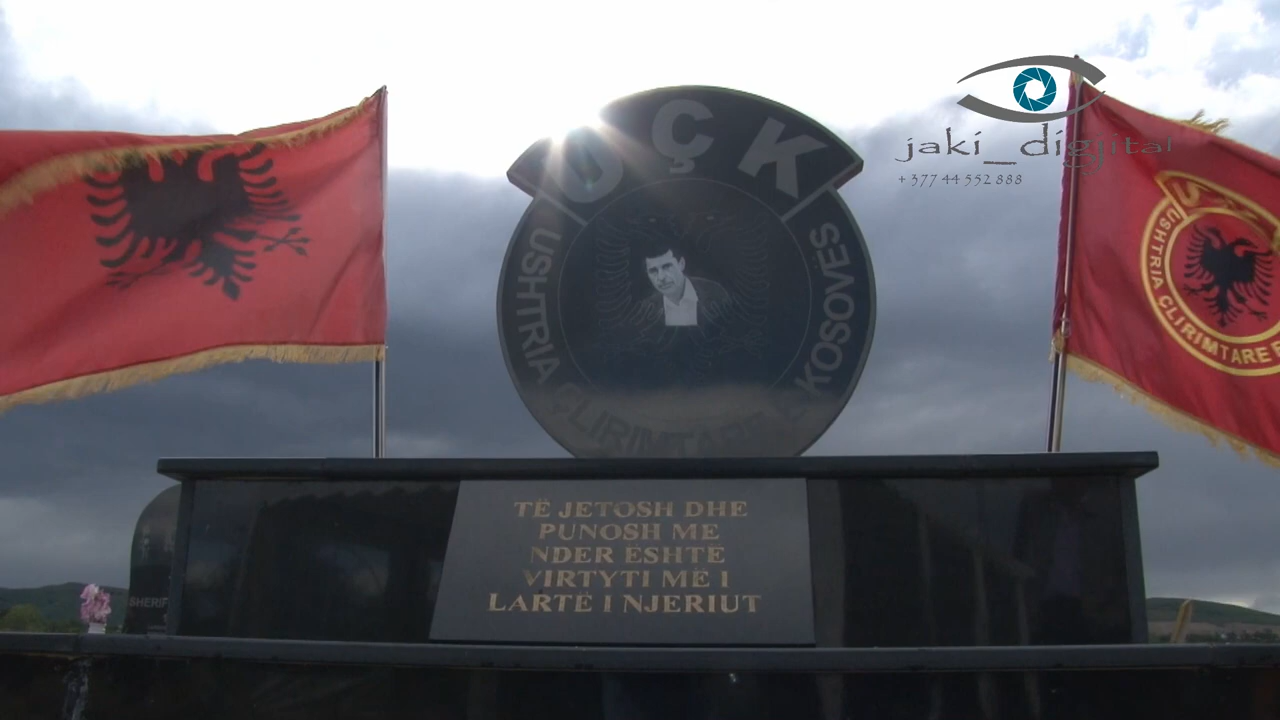 UÇK
USHTRIA ÇLIRIMTARE E KOSOVËS
jaki_digjital
+377 44 552 888
USHTRIA ÇLIRIMTARE E
TË JETOSH DHE
PUNOSH ME
NDER ËSHTË
VIRTYTI MË I
LARTË I NJERIUT
SHERIF